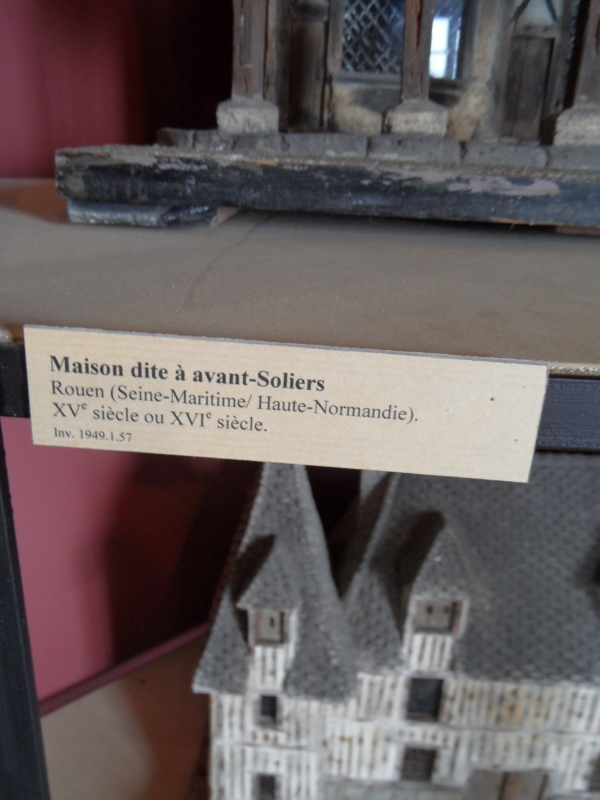 Maison dite à avant-Soliers
Rouen (Seine-Maritime/ Haute-Normandie).
XVe siècle ou XVIe siècle.
Inv. 1949.1.57